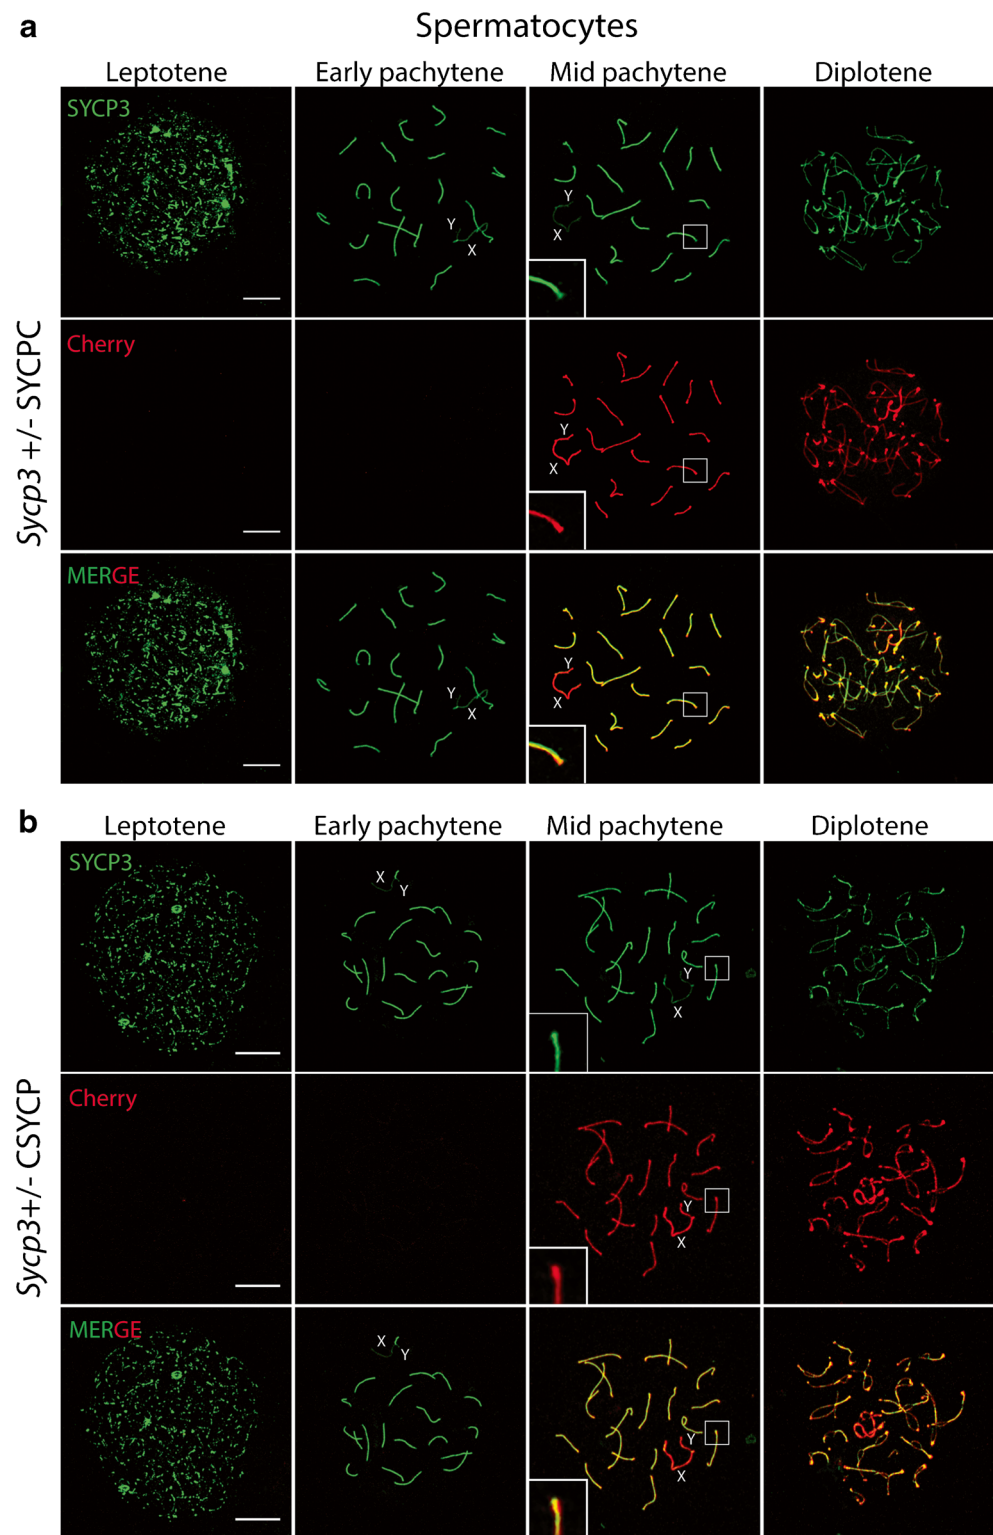 a
Spermatocytes
Leptotene Early pachytene Mid pachytene Diplotene
Sycp3 +/- SYCPC
SYCP3
Y
X
Y
X
Cherry
Y
X
MERGE
Y
X
Y
X
b
Leptotene Early pachytene Mid pachytene Diplotene
Sycp3+/- CSYCP
SYCP3
X
Y
Y
X
Cherry
Y
X
MERGE
X
Y
Y
X